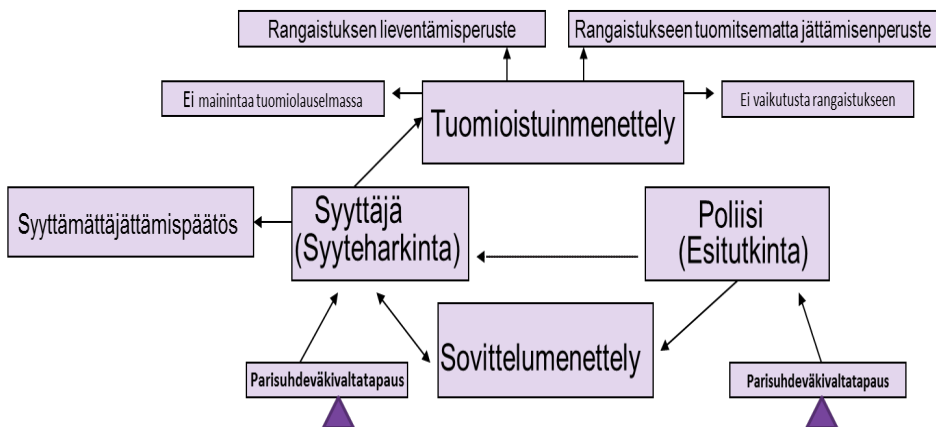 Rangaistuksen lieventämisperuste
Rangaistukseen tuomitsematta jättämisenperuste
Ei mainintaa tuomiolauselmassa
Tuomioistuinmenettely
Ei vaikutusta rangaistukseen
Syyttämättäjättämispäätös
Syyttäjä
(Syyteharkinta)
Poliisi
(Esitutkinta)
Sovittelumenettely
Parisuhdeväkivaltatapaus
Parisuhdeväkivaltatapaus